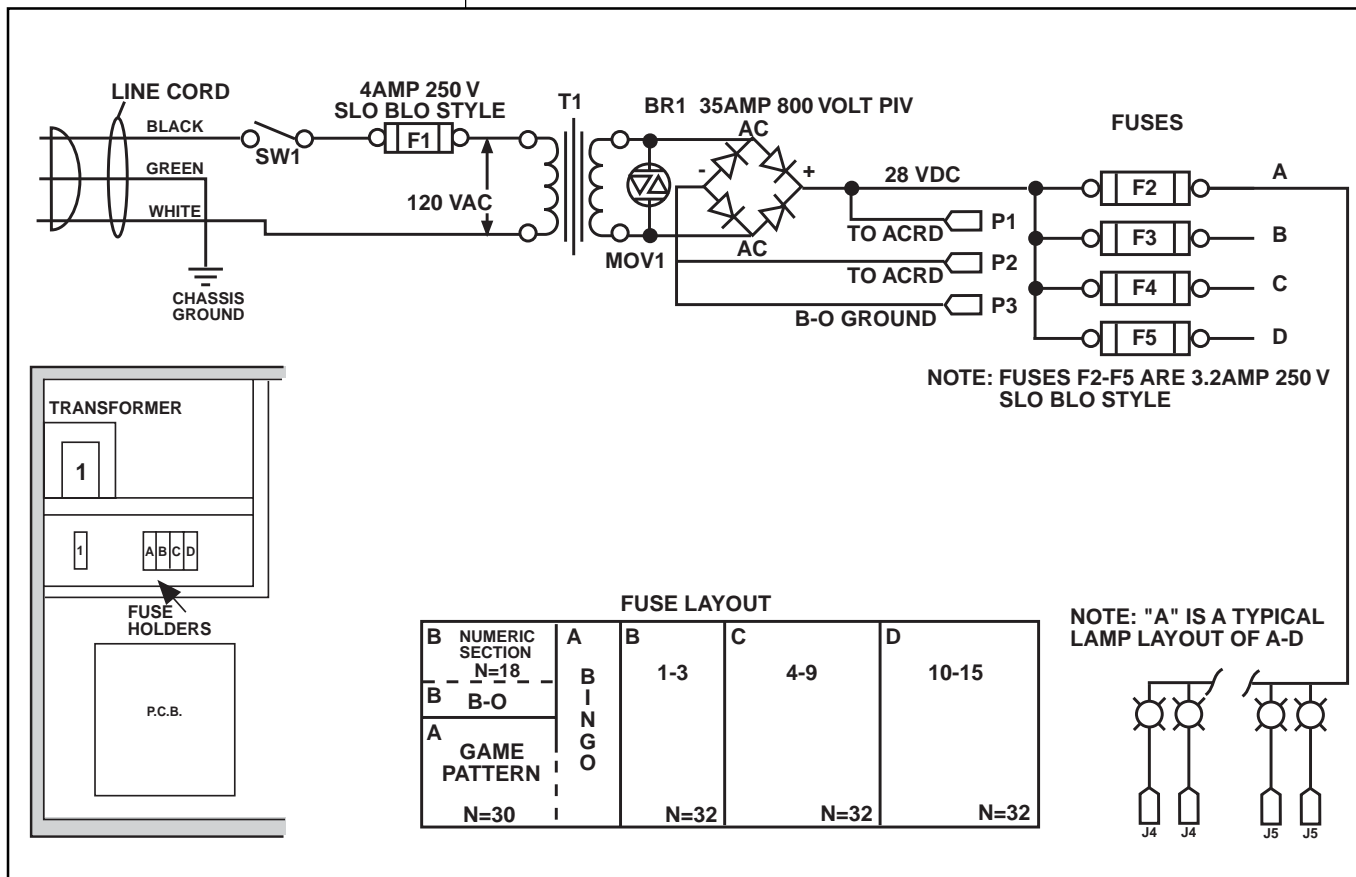 LINE CORD
BLACK
GREEN
WHITE
CHASSIS
GROUND
SW1
4AMP 250 V
SLO BLO STYLE
F1
120 VAC
T1
MOV1
BR1 35AMP 800 VOLT PIV
AC
-
+
AC
28 VDC
TO ACRD
P1
TO ACRD
P2
B-O GROUND
P3
FUSES
F2
A
F3
B
F4
C
F5
D
NOTE: FUSES F2-F5 ARE 3.2AMP 250 V
SLO BLO STYLE
TRANSFORMER
1
1
A B C D
FUSE
HOLDERS
P.C.B.
FUSE LAYOUT
B NUMERIC
SECTION
N=18
B B-O
A
GAME
PATTERN
N=30
A
B
I
N
G
O
B
1-3
N=32
C
4-9
N=32
D
10-15
N=32
NOTE: "A" IS A TYPICAL
LAMP LAYOUT OF A-D
J4 J4 J5 J5